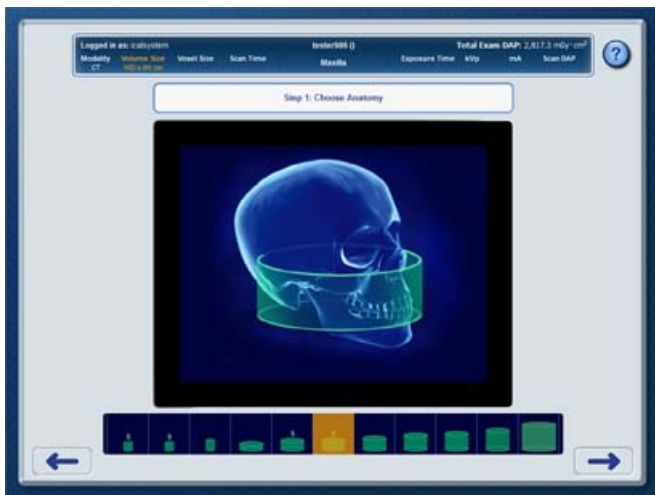 Logged in as: icatsystem tester986 () Total Exam DAP: 2,817.3 mGy·cm²
Modality Volume Size Voxel Size Scan Time Maxilla Exposure Time kVp mA Scan DAP
CT
Step 1: Choose Anatomy
?